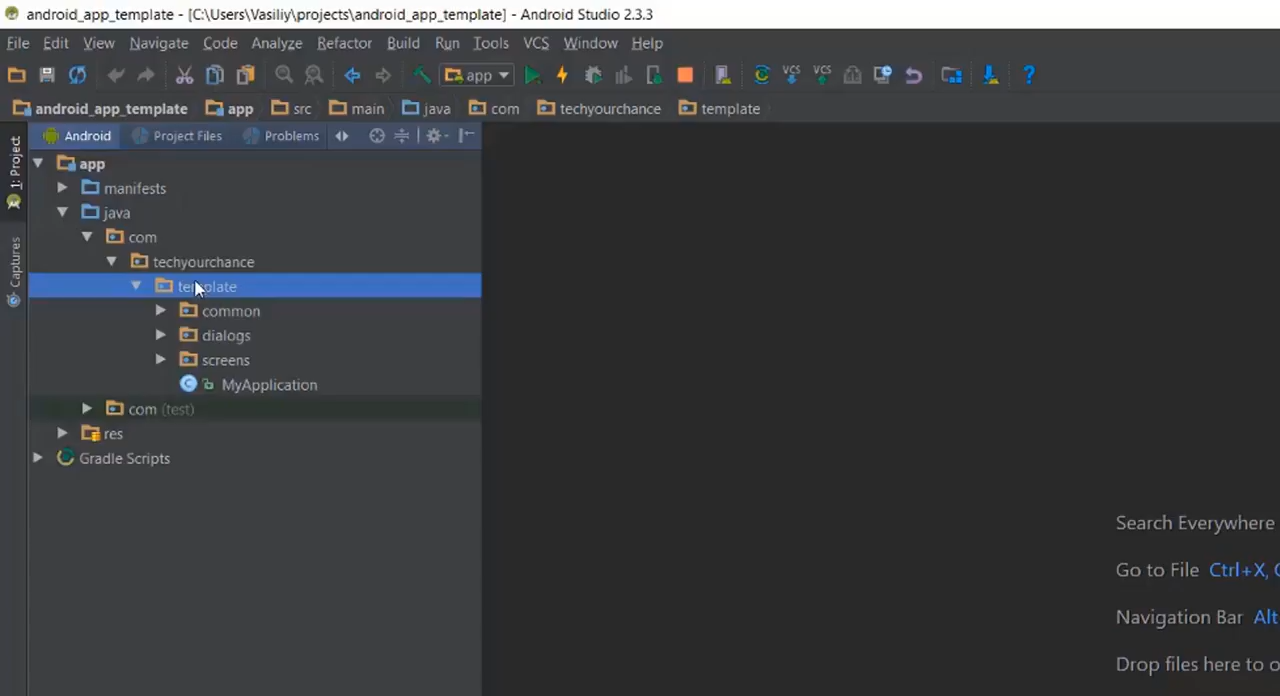 android_app_template - [C:\Users\Vasiliy\projects\android_app_template] - Android Studio 2.3.3
File Edit View Navigate Code Analyze Refactor Build Run Tools VCS Window Help
app VCS VCS ?
android_app_template app src main java com techyourchance template
1: Project
Captures
Android Project Files Problems
app
manifests
java
com
techyourchance
template
common
dialogs
screens
C MyApplication
com (test)
res
Gradle Scripts
Search Everywhere
Go to File Ctrl+X,
Navigation Bar Alt
Drop files here to o